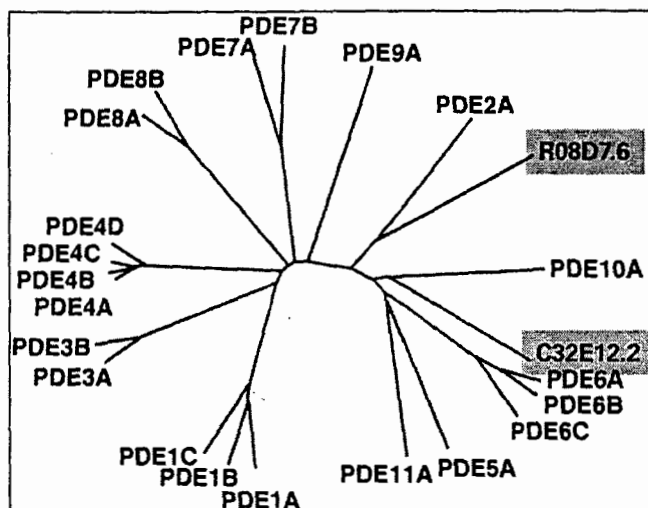 PDE7B
PDE7A
PDE9A
PDE8B
PDE2A
PDE8A
R08D7.6
PDE4D
PDE4C
PDE10A
PDE4B
PDE4A
PDE3B
C32E12.2
PDE3A
PDE6A
PDE6B
PDE6C
PDE1C
PDE5A
PDE11A
PDE1B
PDE1A